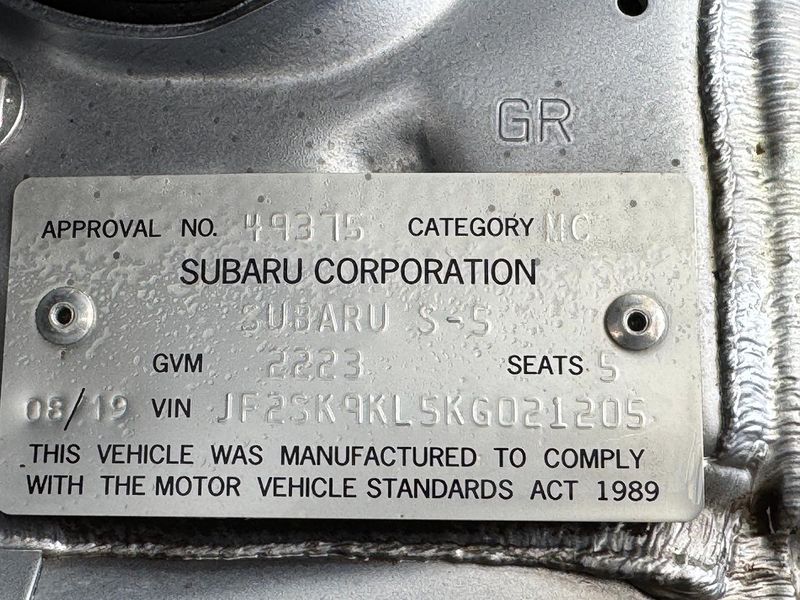 GR
APPROVAL NO. 49375 CATEGORY MC
SUBARU CORPORATION
SUBARU S-5
GVM 2223 SEATS 5
08/19 VIN JF2SK9KL5KG021205
THIS VEHICLE WAS MANUFACTURED TO COMPLY
WITH THE MOTOR VEHICLE STANDARDS ACT 1989